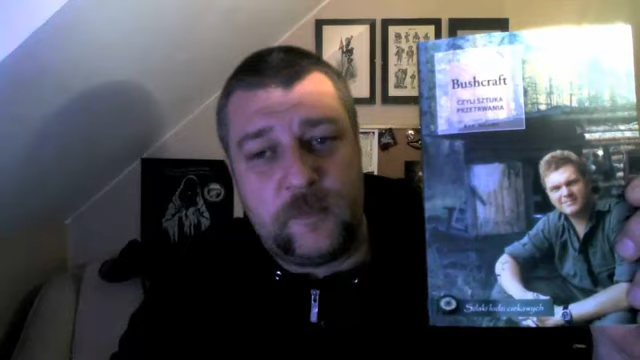 Bushcraft
CZYLI SZTUKA
PRZETRWANIA
Szlaki ludzi ciekawych